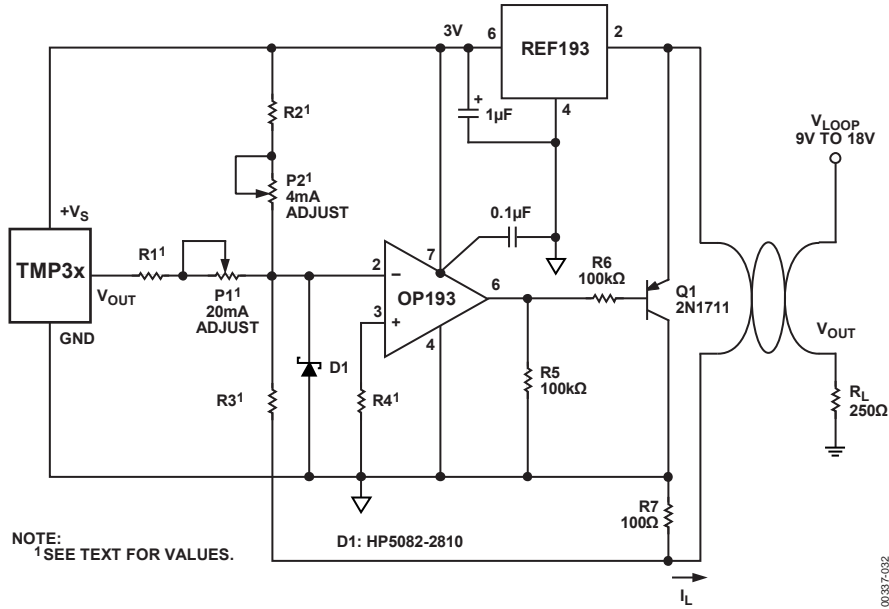 3V
6
REF193
2
4
+
1µF
R2¹
P2¹
4mA
ADJUST
V_LOOP
9V TO 18V
+V_S
TMP3x
R1¹
V_OUT
P1¹
20mA
ADJUST
GND
0.1µF
7
2
−
OP193
6
3
+
4
R6
100kΩ
Q1
2N1711
V_OUT
D1
R3¹
R4¹
R5
100kΩ
R_L
250Ω
R7
100Ω
NOTE:
¹SEE TEXT FOR VALUES.
D1: HP5082-2810
I_L
00337-032